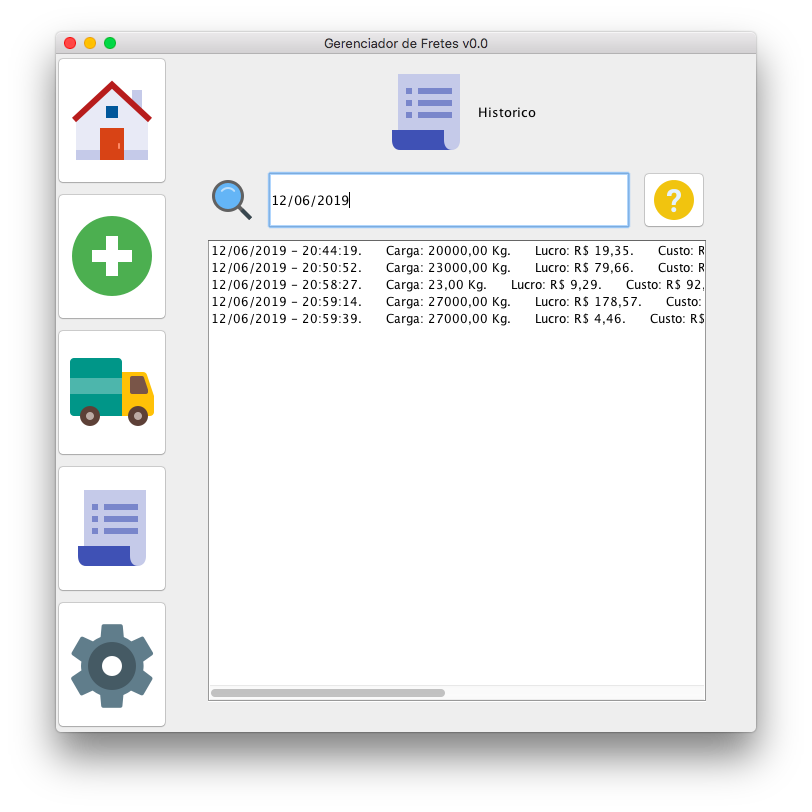 Gerenciador de Fretes v0.0
Historico
12/06/2019
?
12/06/2019 - 20:44:19. Carga: 20000,00 Kg. Lucro: R$ 19,35. Custo: R
12/06/2019 - 20:50:52. Carga: 23000,00 Kg. Lucro: R$ 79,66. Custo: R
12/06/2019 - 20:58:27. Carga: 23,00 Kg. Lucro: R$ 9,29. Custo: R$ 92,
12/06/2019 - 20:59:14. Carga: 27000,00 Kg. Lucro: R$ 178,57. Custo:
12/06/2019 - 20:59:39. Carga: 27000,00 Kg. Lucro: R$ 4,46. Custo: R$